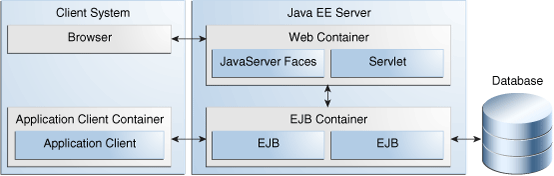 Client System
Java EE Server
Browser
Web Container
JavaServer Faces
Servlet
Database
Application Client Container
Application Client
EJB Container
EJB
EJB